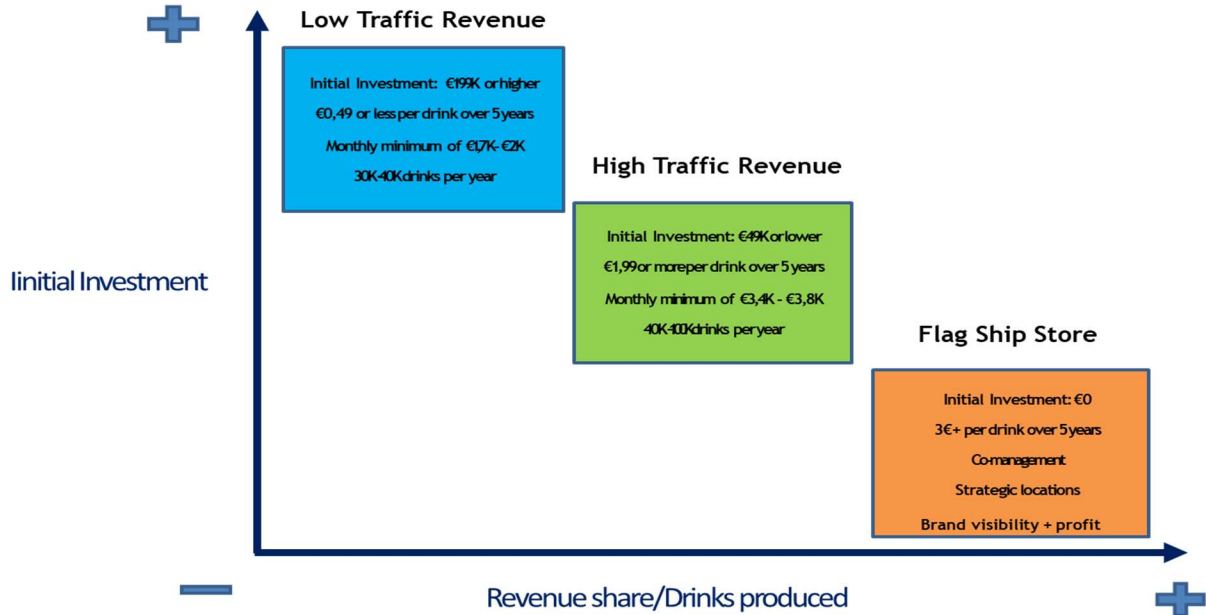 Low Traffic Revenue
Initial Investment: €199K or higher
€0,49 or less per drink over 5 years
Monthly minimum of €1,7K- €2K
30K-40K drinks per year
High Traffic Revenue
Initial Investment: €49K or lower
€1,99 or more per drink over 5 years
Monthly minimum of €3,4K - €3,8K
40K-100K drinks per year
Iinitial Investment
Flag Ship Store
Initial Investment: €0
3€+ per drink over 5 years
Co-management
Strategic locations
Brand visibility + profit
Revenue share/Drinks produced